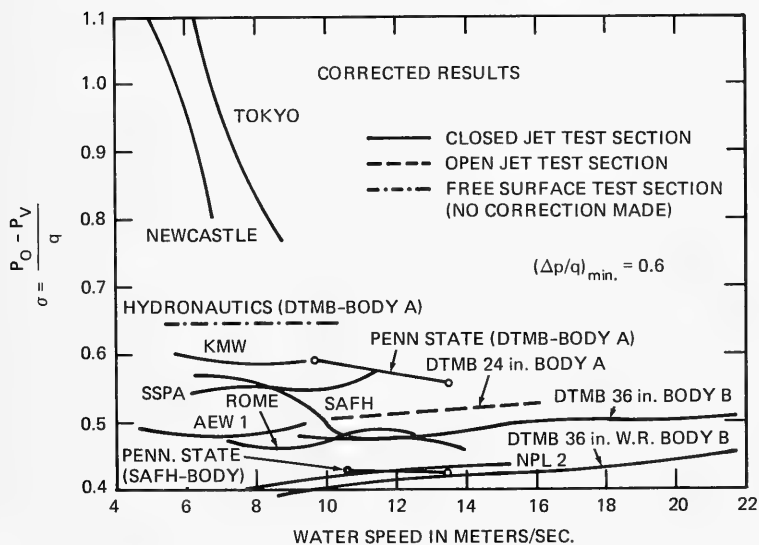 1.1
1.0
0.9
0.8
0.7
0.6
0.5
0.4
σ = P_O - P_V / q
CORRECTED RESULTS
TOKYO
NEWCASTLE
CLOSED JET TEST SECTION
OPEN JET TEST SECTION
FREE SURFACE TEST SECTION
(NO CORRECTION MADE)
(Δp/q)min. = 0.6
HYDRONAUTICS (DTMB-BODY A)
KMW
PENN STATE (DTMB-BODY A)
DTMB 24 in. BODY A
SSPA
ROME
SAFH
DTMB 36 in. BODY B
AEW 1
DTMB 36 in. W.R. BODY B
PENN. STATE
(SAFH-BODY)
NPL 2
4 6 8 10 12 14 16 18 20 22
WATER SPEED IN METERS/SEC.